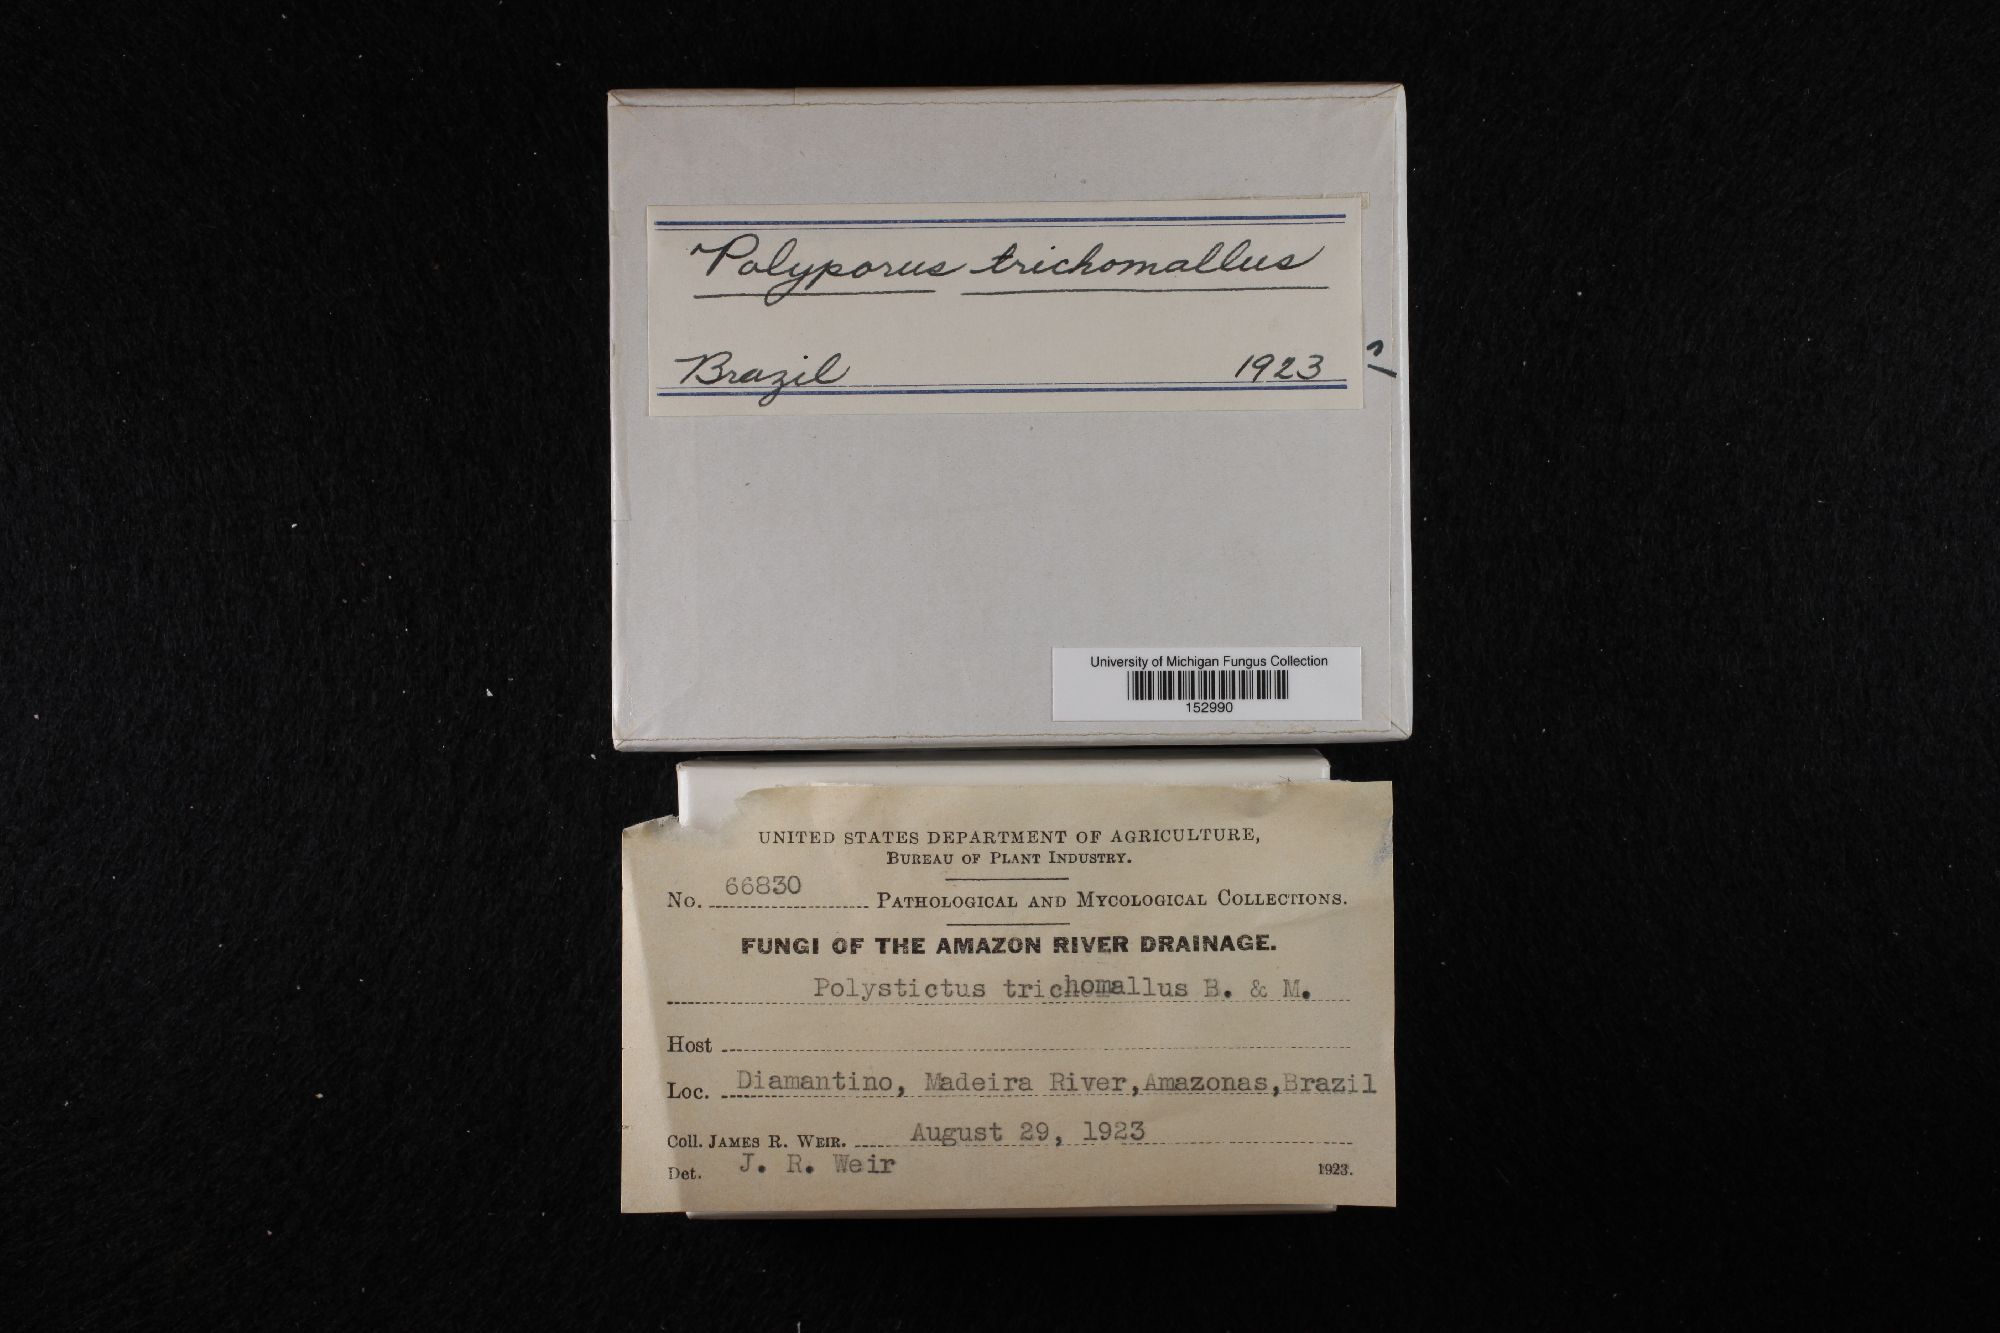 Polyporus trichomallus
Brazil 1923
University of Michigan Fungus Collection
152990
UNITED STATES DEPARTMENT OF AGRICULTURE,
BUREAU OF PLANT INDUSTRY.
No. 66830 PATHOLOGICAL AND MYCOLOGICAL COLLECTIONS.
FUNGI OF THE AMAZON RIVER DRAINAGE.
Polystictus trichomallus B. & M.
Host
Loc. Diamantino, Madeira River, Amazonas, Brazil
Coll. JAMES R. WEIR. August 29, 1923
Det. J. R. Weir 1923.